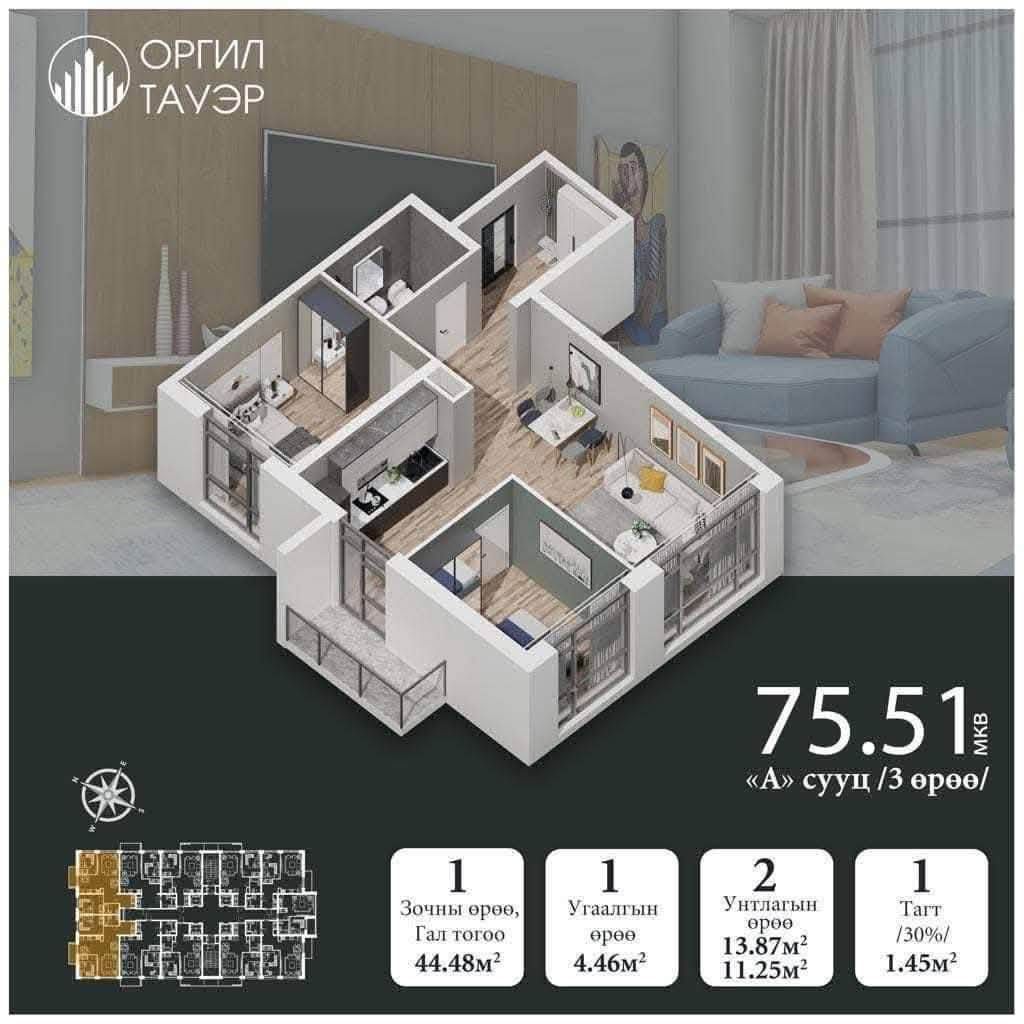 ОРГИЛ
ТАУЭР
75.51 МКВ
«А» сууц /3 өрөө/
N
E
S
W
1
Зочны өрөө,
Гал тогоо
44.48м²
1
Угаалгын
өрөө
4.46м²
2
Унтлагын
өрөө
13.87м²
11.25м²
1
Тагт
/30%/
1.45м²